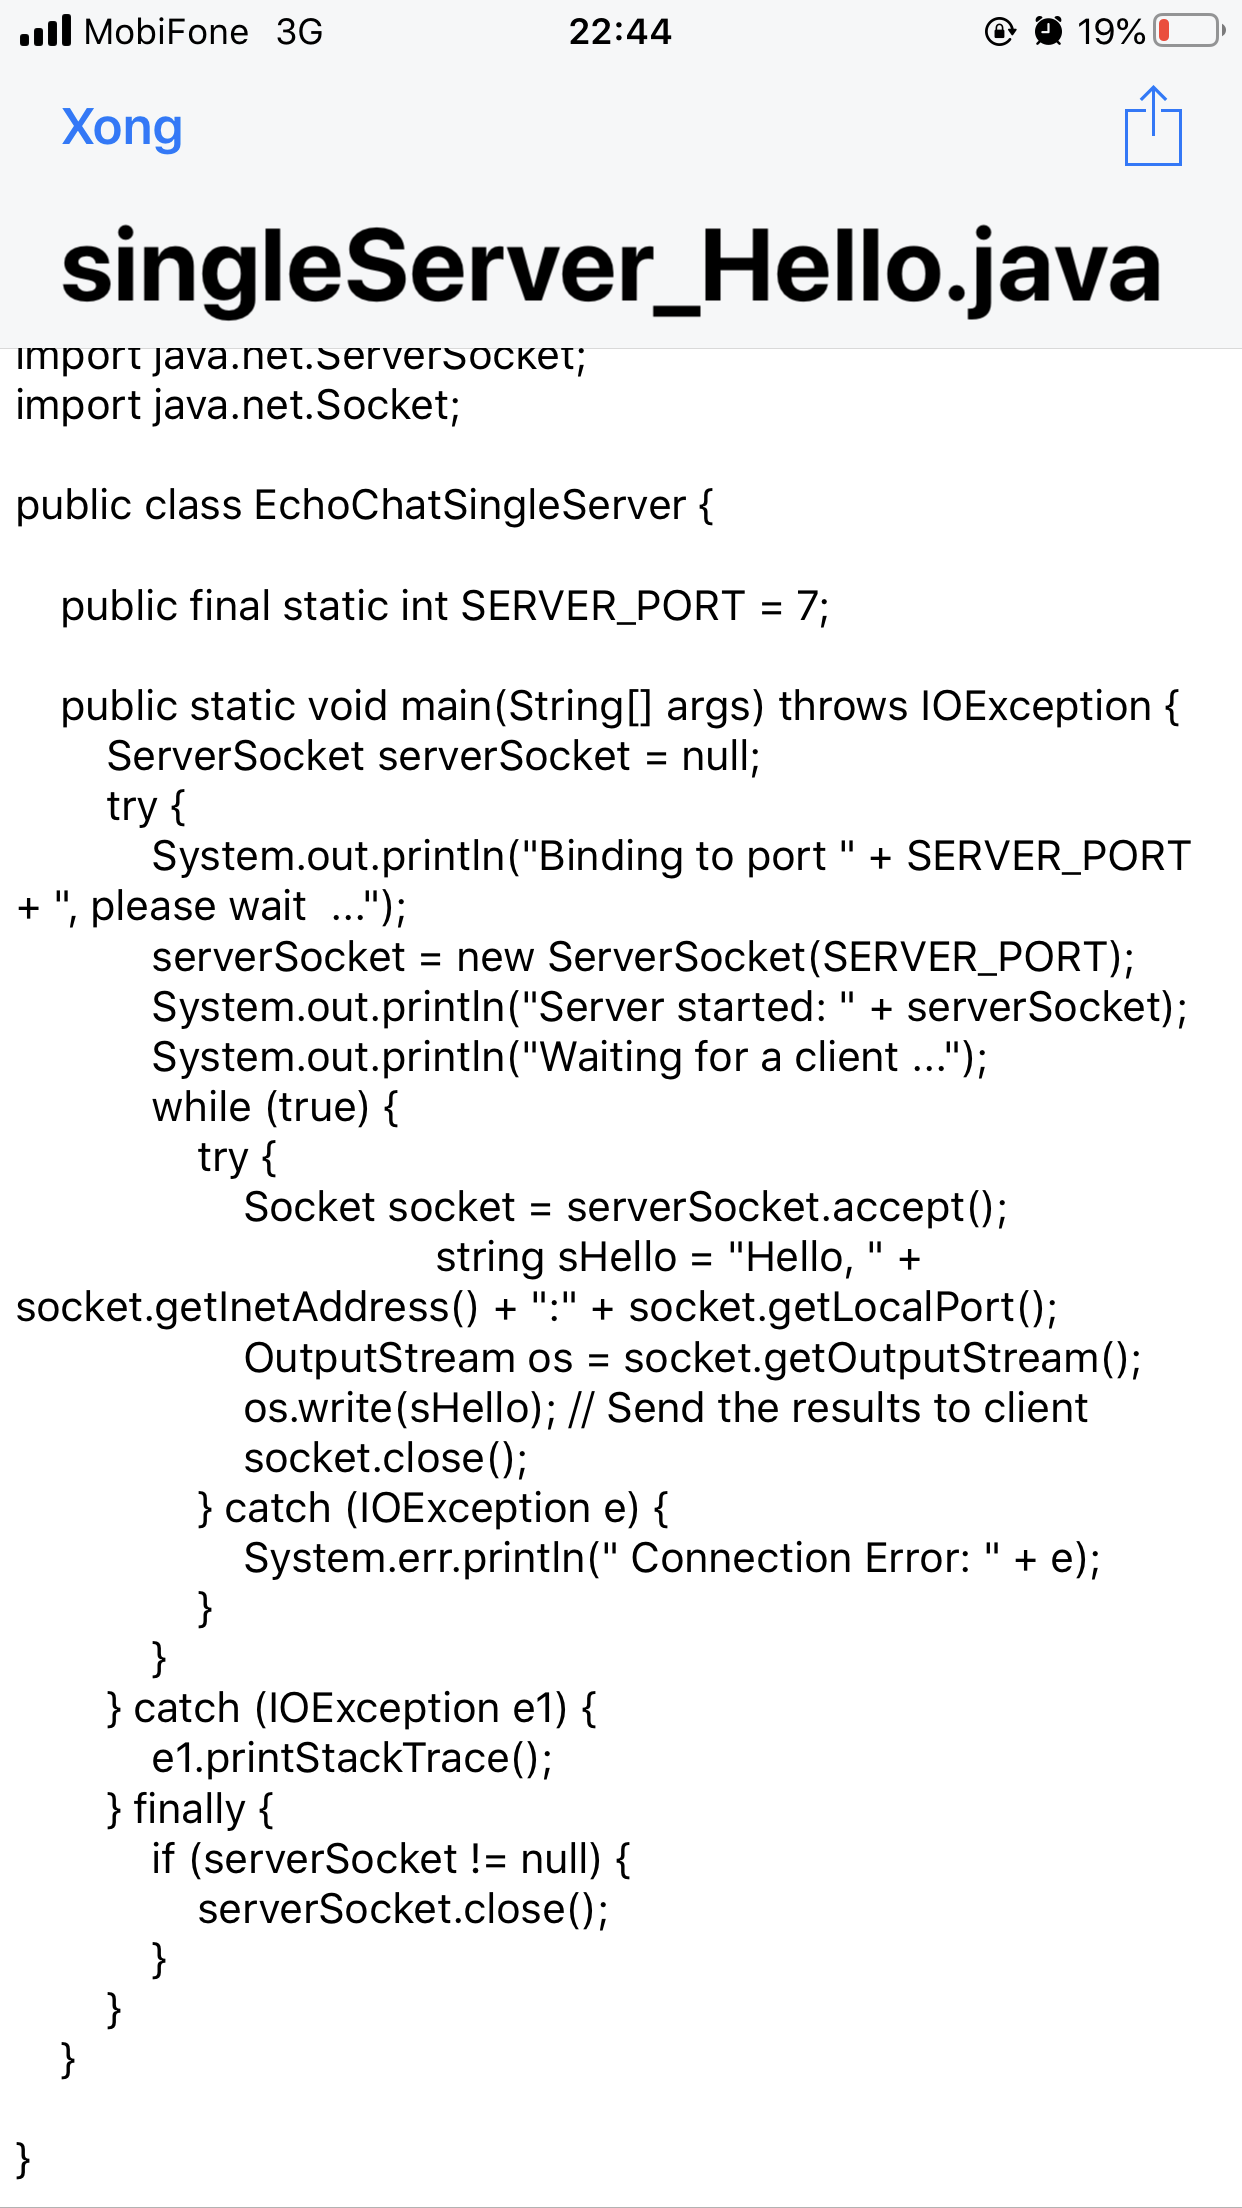 MobiFone 3G 22:44 19%
Xong
singleServer_Hello.java
import java.net.ServerSocket;
import java.net.Socket;
public class EchoChatSingleServer {
public final static int SERVER_PORT = 7;
public static void main(String[] args) throws IOException {
ServerSocket serverSocket = null;
try {
System.out.println("Binding to port " + SERVER_PORT
+ ", please wait  ...");
serverSocket = new ServerSocket(SERVER_PORT);
System.out.println("Server started: " + serverSocket);
System.out.println("Waiting for a client ...");
while (true) {
try {
Socket socket = serverSocket.accept();
string sHello = "Hello, " +
socket.getInetAddress() + ":" + socket.getLocalPort();
OutputStream os = socket.getOutputStream();
os.write(sHello); // Send the results to client
socket.close();
} catch (IOException e) {
System.err.println(" Connection Error: " + e);
}
}
} catch (IOException e1) {
e1.printStackTrace();
} finally {
if (serverSocket != null) {
serverSocket.close();
}
}
}
}